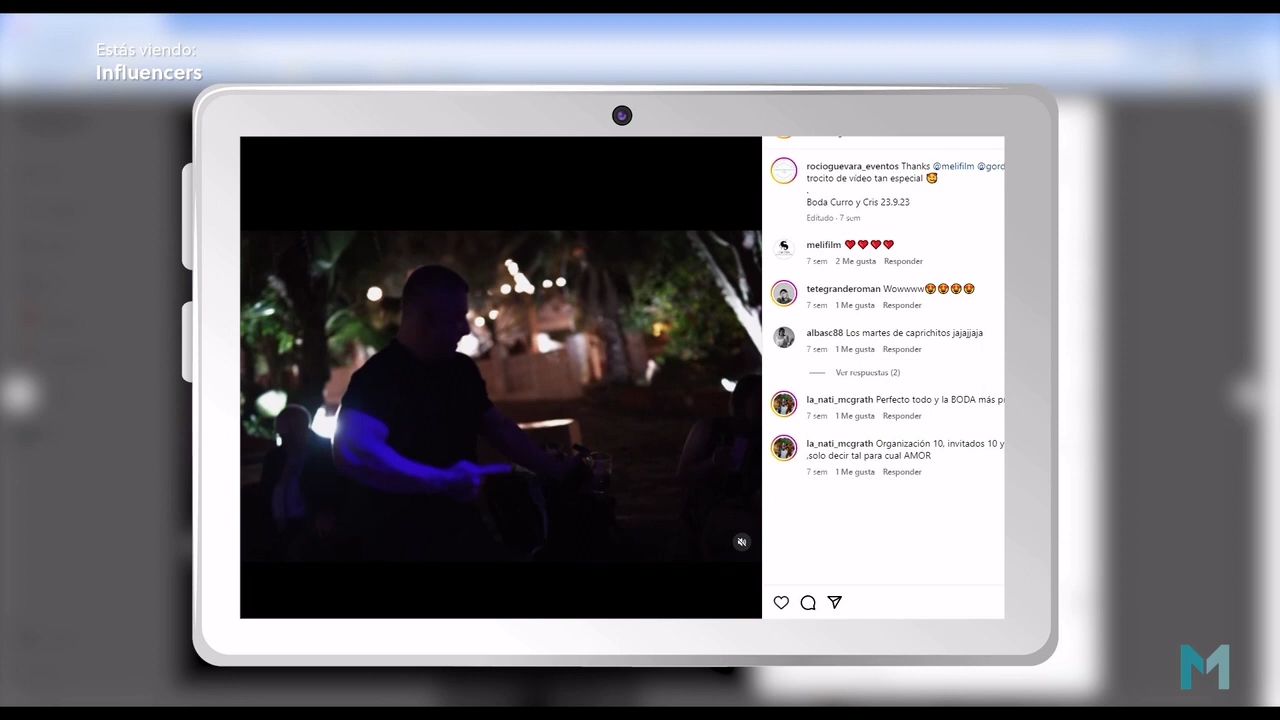 Estás viendo:
Influencers
rocioguevara_eventos Thanks @melifilm @gord
trocito de vídeo tan especial 🥰
.
Boda Curro y Cris 23.9.23
Editado · 7 sem
melifilm ❤️❤️❤️❤️
7 sem 2 Me gusta Responder
tetegranderoman Wowwww😍😍😍😍
7 sem 1 Me gusta Responder
albasc88 Los martes de caprichitos jajajjaja
7 sem 1 Me gusta Responder
Ver respuestas (2)
la_nati_mcgrath Perfecto todo y la BODA más pr
7 sem 1 Me gusta Responder
la_nati_mcgrath Organización 10, invitados 10 y
.solo decir tal para cual AMOR
7 sem 1 Me gusta Responder
M